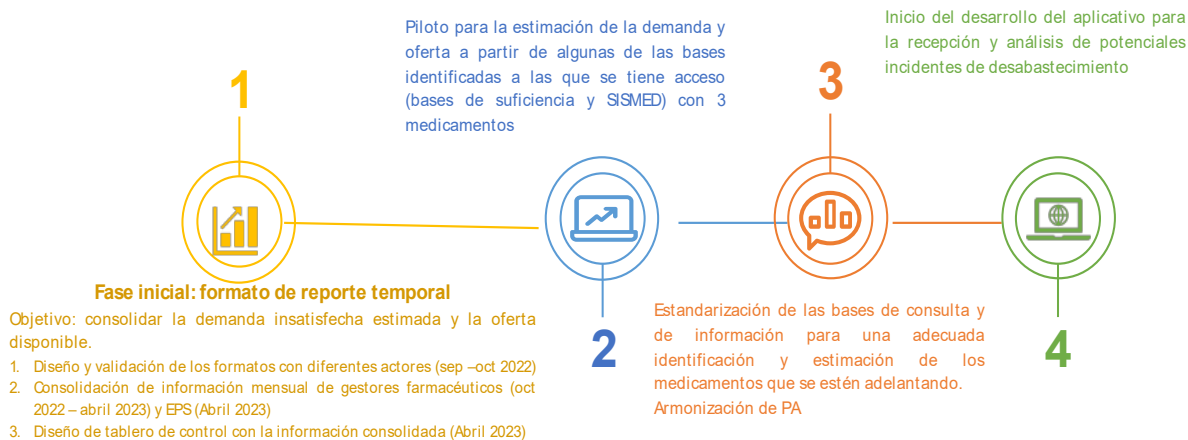 1
Fase inicial: formato de reporte temporal
Objetivo: consolidar la demanda insatisfecha estimada y la oferta
disponible.
1. Diseño y validación de los formatos con diferentes actores (sep –oct 2022)
2. Consolidación de información mensual de gestores farmacéuticos (oct
2022 – abril 2023) y EPS (Abril 2023)
3. Diseño de tablero de control con la información consolidada (Abril 2023)
Piloto para la estimación de la demanda y
oferta a partir de algunas de las bases
identificadas a las que se tiene acceso
(bases de suficiencia y SISMED) con 3
medicamentos
2
3
Estandarización de las bases de consulta y
de información para una adecuada
identificación y estimación de los
medicamentos que se estén adelantando.
Armonización de PA
Inicio del desarrollo del aplicativo para
la recepción y análisis de potenciales
incidentes de desabastecimiento
4